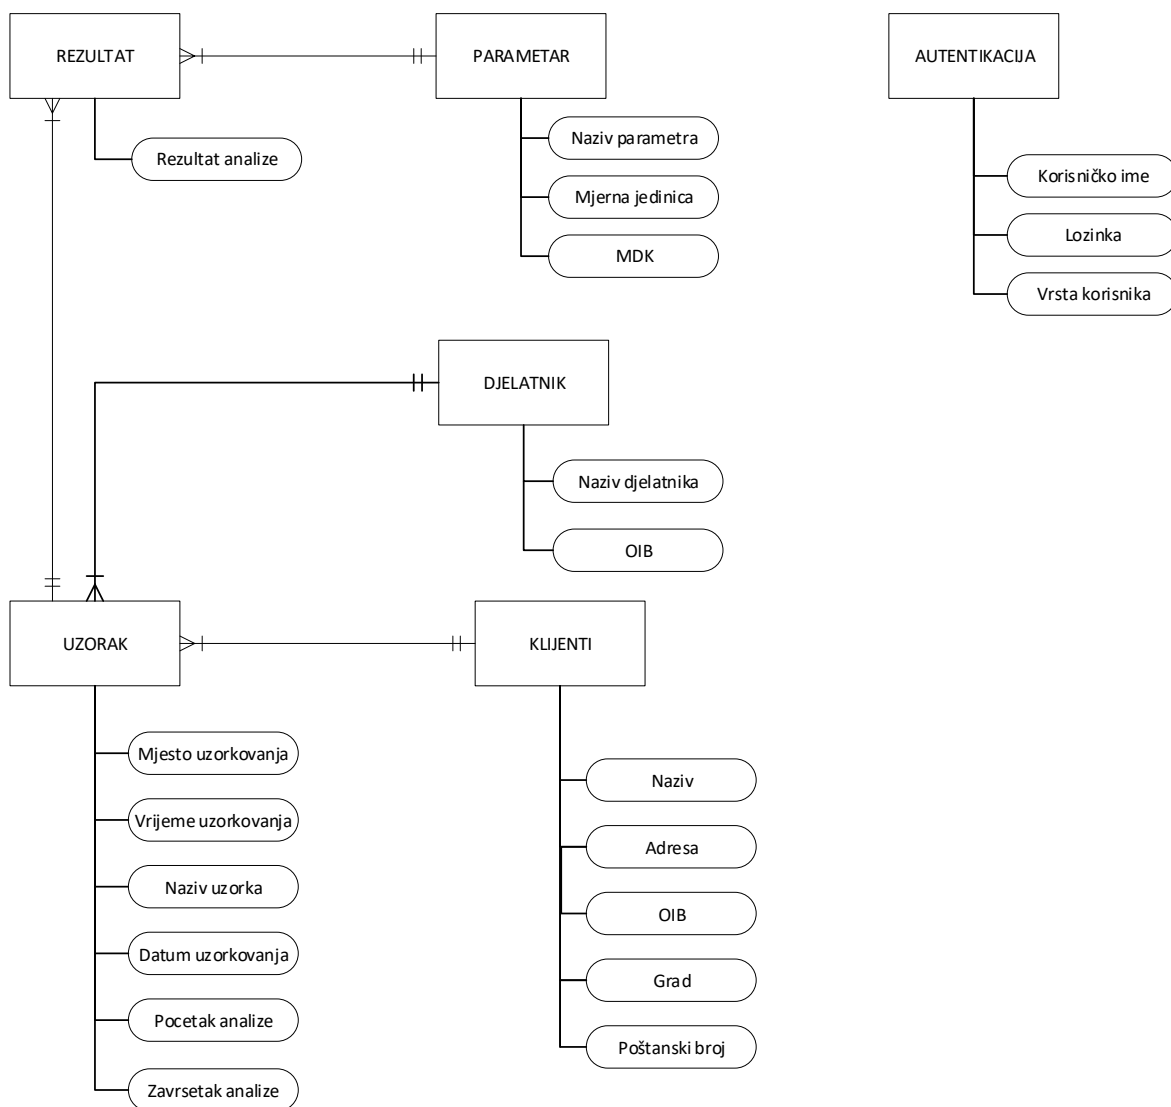 REZULTAT
PARAMETAR
AUTENTIKACIJA
Rezultat analize
Naziv parametra
Mjerna jedinica
MDK
Korisničko ime
Lozinka
Vrsta korisnika
DJELATNIK
Naziv djelatnika
OIB
UZORAK
KLIJENTI
Mjesto uzorkovanja
Vrijeme uzorkovanja
Naziv uzorka
Datum uzorkovanja
Pocetak analize
Zavrsetak analize
Naziv
Adresa
OIB
Grad
Poštanski broj